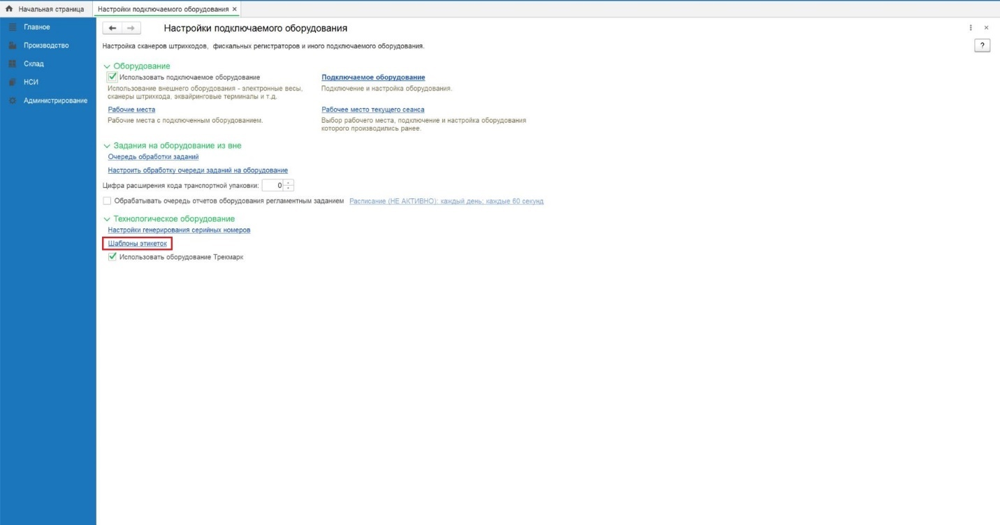 Начальная страница
Настройки подключаемого оборудования ×
Главное
Производство
Склад
НСИ
Администрирование
Настройки подключаемого оборудования
Настройка сканеров штрихкодов, фискальных регистраторов и иного подключаемого оборудования.
?
Оборудование
Использовать подключаемое оборудование
Подключаемое оборудование
Использование внешнего оборудования - электронные весы,
сканеры штрихкода, эквайринговые терминалы и т.д.
Подключение и настройка оборудования.
Рабочие места
Рабочее место текущего сеанса
Рабочие места с подключенным оборудованием.
Выбор рабочего места, подключение и настройка оборудования
которого производились ранее.
Задания на оборудование из вне
Очередь обработки заданий
Настроить обработку очереди заданий на оборудование
Цифра расширения кода транспортной упаковки: 0
Обрабатывать очередь отчетов оборудования регламентным заданием Расписание (НЕ АКТИВНО): каждый день; каждые 60 секунд
Технологическое оборудование
Настройки генерирования серийных номеров
Шаблоны этикеток
Использовать оборудование Трекмарк